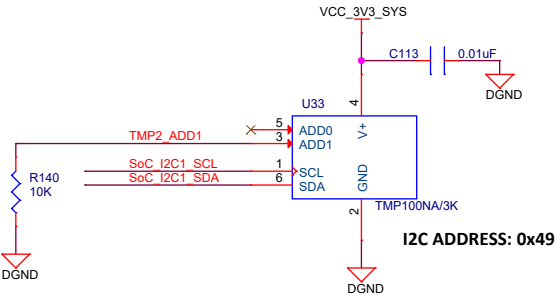 VCC_3V3_SYS
C113
0.01uF
DGND
U33
4
5
ADD0
V+
TMP2_ADD1
3
ADD1
SoC_I2C1_SCL
1
SCL
R140
10K
SoC_I2C1_SDA
6
SDA
GND
TMP100NA/3K
2
I2C ADDRESS: 0x49
DGND
DGND